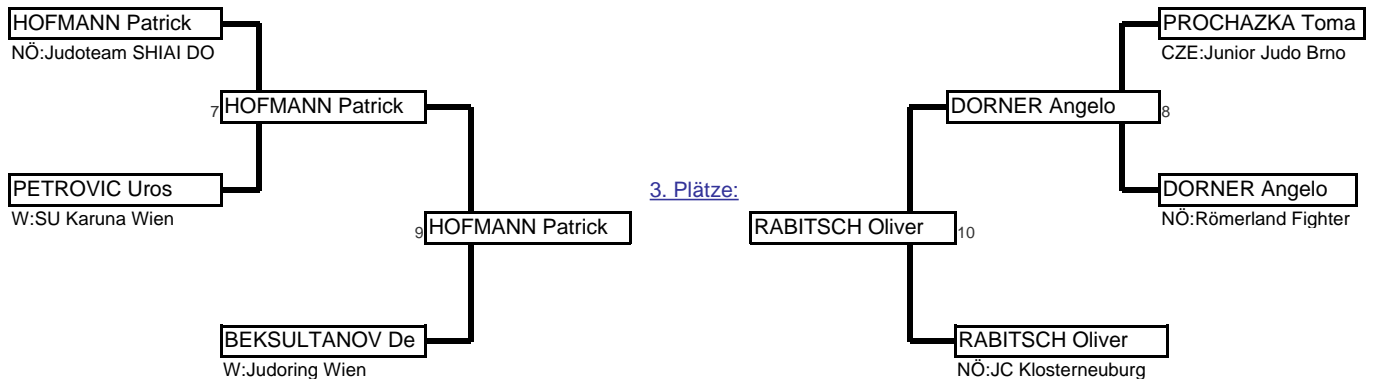 HOFMANN Patrick
NÖ:Judoteam SHIAI DO
7 HOFMANN Patrick
PETROVIC Uros
W:SU Karuna Wien
9 HOFMANN Patrick
BEKSULTANOV De
W:Judoring Wien
3. Plätze:
PROCHAZKA Toma
CZE:Junior Judo Brno
DORNER Angelo 8
DORNER Angelo
NÖ:Römerland Fighter
RABITSCH Oliver 10
RABITSCH Oliver
NÖ:JC Klosterneuburg